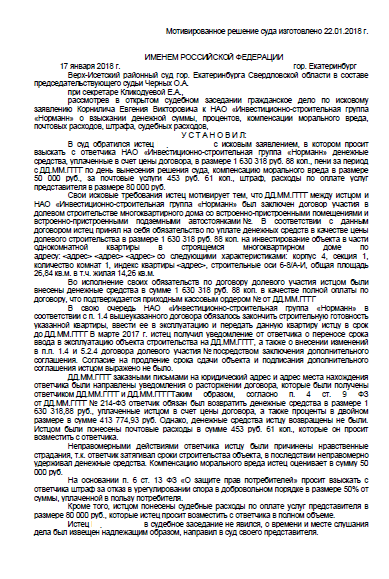 Мотивированное решение суда изготовлено 22.01.2018 г.
ИМЕНЕМ РОССИЙСКОЙ ФЕДЕРАЦИИ
17 января 2018 г. гор. Екатеринбург
Верх-Исетский районный суд гор. Екатеринбурга Свердловской области в составе
председательствующего судьи Черных О.А.
при секретаре Кликодуевой Е.А.,
рассмотрев в открытом судебном заседании гражданское дело по исковому
заявлению Корнилича Евгения Викторовича к НАО «Инвестиционно-строительная группа
«Норманн» о взыскании денежной суммы, процентов, компенсации морального вреда,
почтовых расходов, штрафа, судебных расходов,
У С Т А Н О В И Л:
В суд обратился истец с исковым заявлением, в котором просит
взыскать с ответчика НАО «Инвестиционно-строительная группа «Норманн» денежные
средства, уплаченные в счет цены договора, в размере 1 630 318 руб. 88 коп., пени за период
с ДД.ММ.ГГГГ по день вынесения решения суда, компенсацию морального вреда в размере
50 000 руб., за почтовые услуги 453 руб. 61 коп., штраф, расходы по оплате услуг
представителя в размере 80 000 руб.
Свои исковые требования истец мотивирует тем, что ДД.ММ.ГГГГ между истцом и
НАО «Инвестиционно-строительная группа «Норманн» был заключен договор участия в
долевом строительстве многоквартирного дома со встроенно-пристроенными помещениями и
встроенно-пристроенными подземными автостоянками №. В соответствии с данным
договором истец принял на себя обязательство по уплате денежных средств в качестве цены
долевого строительства в размере 1 630 318 руб. 88 коп. на инвестирование объекта в части
однокомнатной квартиры в строящемся многоквартирном доме по
адресу: <адрес> <адрес> <адрес> со следующими характеристиками: корпус 4, секция 1,
количество комнат 1, индекс квартиры <адрес>, строительные оси 6-8/А-И, общая площадь
26,84 кв.м. в т.ч. жилая 14,26 кв.м.
Во исполнение своих обязательств по договору долевого участия истцом были
внесены денежные средства в сумме 1 630 318 руб. 88 коп. в качестве полной оплаты по
договору, что подтверждается приходным кассовым ордером № от ДД.ММ.ГГГГ
В свою очередь НАО «Инвестиционно-строительная группа «Норманн» в
соответствии с п. 1.4 вышеуказанного договора обязалось закончить строительную готовность
указанной квартиры, ввести ее в эксплуатацию и передать данную квартиру истцу в срок
до ДД.ММ.ГГГГ В марте 2017 г. истец получил уведомление от ответчика о переносе срока
ввода в эксплуатацию объекта строительства на ДД.ММ.ГГГГ, а также о внесении изменений
в п.п. 1.4 и 5.2.4 договора долевого участия № посредством заключения дополнительного
соглашения. Согласие на продление срока сдачи объекта и подписания дополнительного
соглашения истцом выражено не было.
ДД.ММ.ГГГГ заказными письмами на юридический адрес и адрес места нахождения
ответчика были направлены уведомления о расторжении договора, которые были получены
ответчиком ДД.ММ.ГГГГ и ДД.ММ.ГГГГТаким образом, согласно п. 4 ст. 9 ФЗ
от ДД.ММ.ГГГГ № 214-ФЗ ответчик обязан был возвратить денежные средства в размере 1
630 318,88 руб., уплаченные истцом в счет цены договора, а также проценты в двойном
размере в сумме 413 774,93 руб. Однако, денежные средства истцу возвращены не были.
Истцом были понесены почтовые расходы в сумме 453 руб. 61 коп., которые он просит
возместить с ответчика.
Неправомерными действиями ответчика истцу были причинены нравственные
страдания, т.к. ответчик затягивал сроки строительства объекта, в последствии неправомерно
удерживал денежные средства. Компенсацию морального вреда истец оценивает в сумму 50
000 руб.
На основании п. 6 ст. 13 ФЗ «О защите прав потребителей» просит взыскать с
ответчика штраф за отказ в урегулировании спора в добровольном порядке в размере 50% от
суммы, уплаченной в пользу потребителя.
Кроме того, истцом понесены судебные расходы по оплате услуг представителя в
размере 80 000 руб., которые истец просит возместить с ответчика в полном объеме.
Истец в судебное заседание не явился, о времени и месте слушания
дела был извещен надлежащим образом, направил в суд своего представителя.